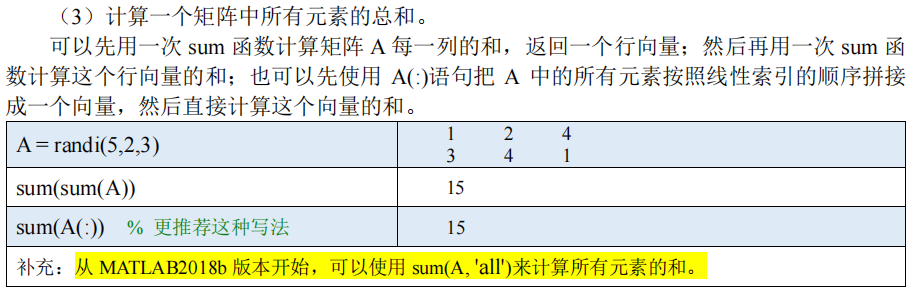 （3）计算一个矩阵中所有元素的总和。
可以先用一次 sum 函数计算矩阵 A 每一列的和，返回一个行向量；然后再用一次 sum 函
数计算这个行向量的和；也可以先使用 A(:)语句把 A 中的所有元素按照线性索引的顺序拼接
成一个向量，然后直接计算这个向量的和。
A = randi(5,2,3)
1 2 4
3 4 1
sum(sum(A))
15
sum(A(:)) % 更推荐这种写法
15
补充：从 MATLAB2018b 版本开始，可以使用 sum(A, 'all')来计算所有元素的和。